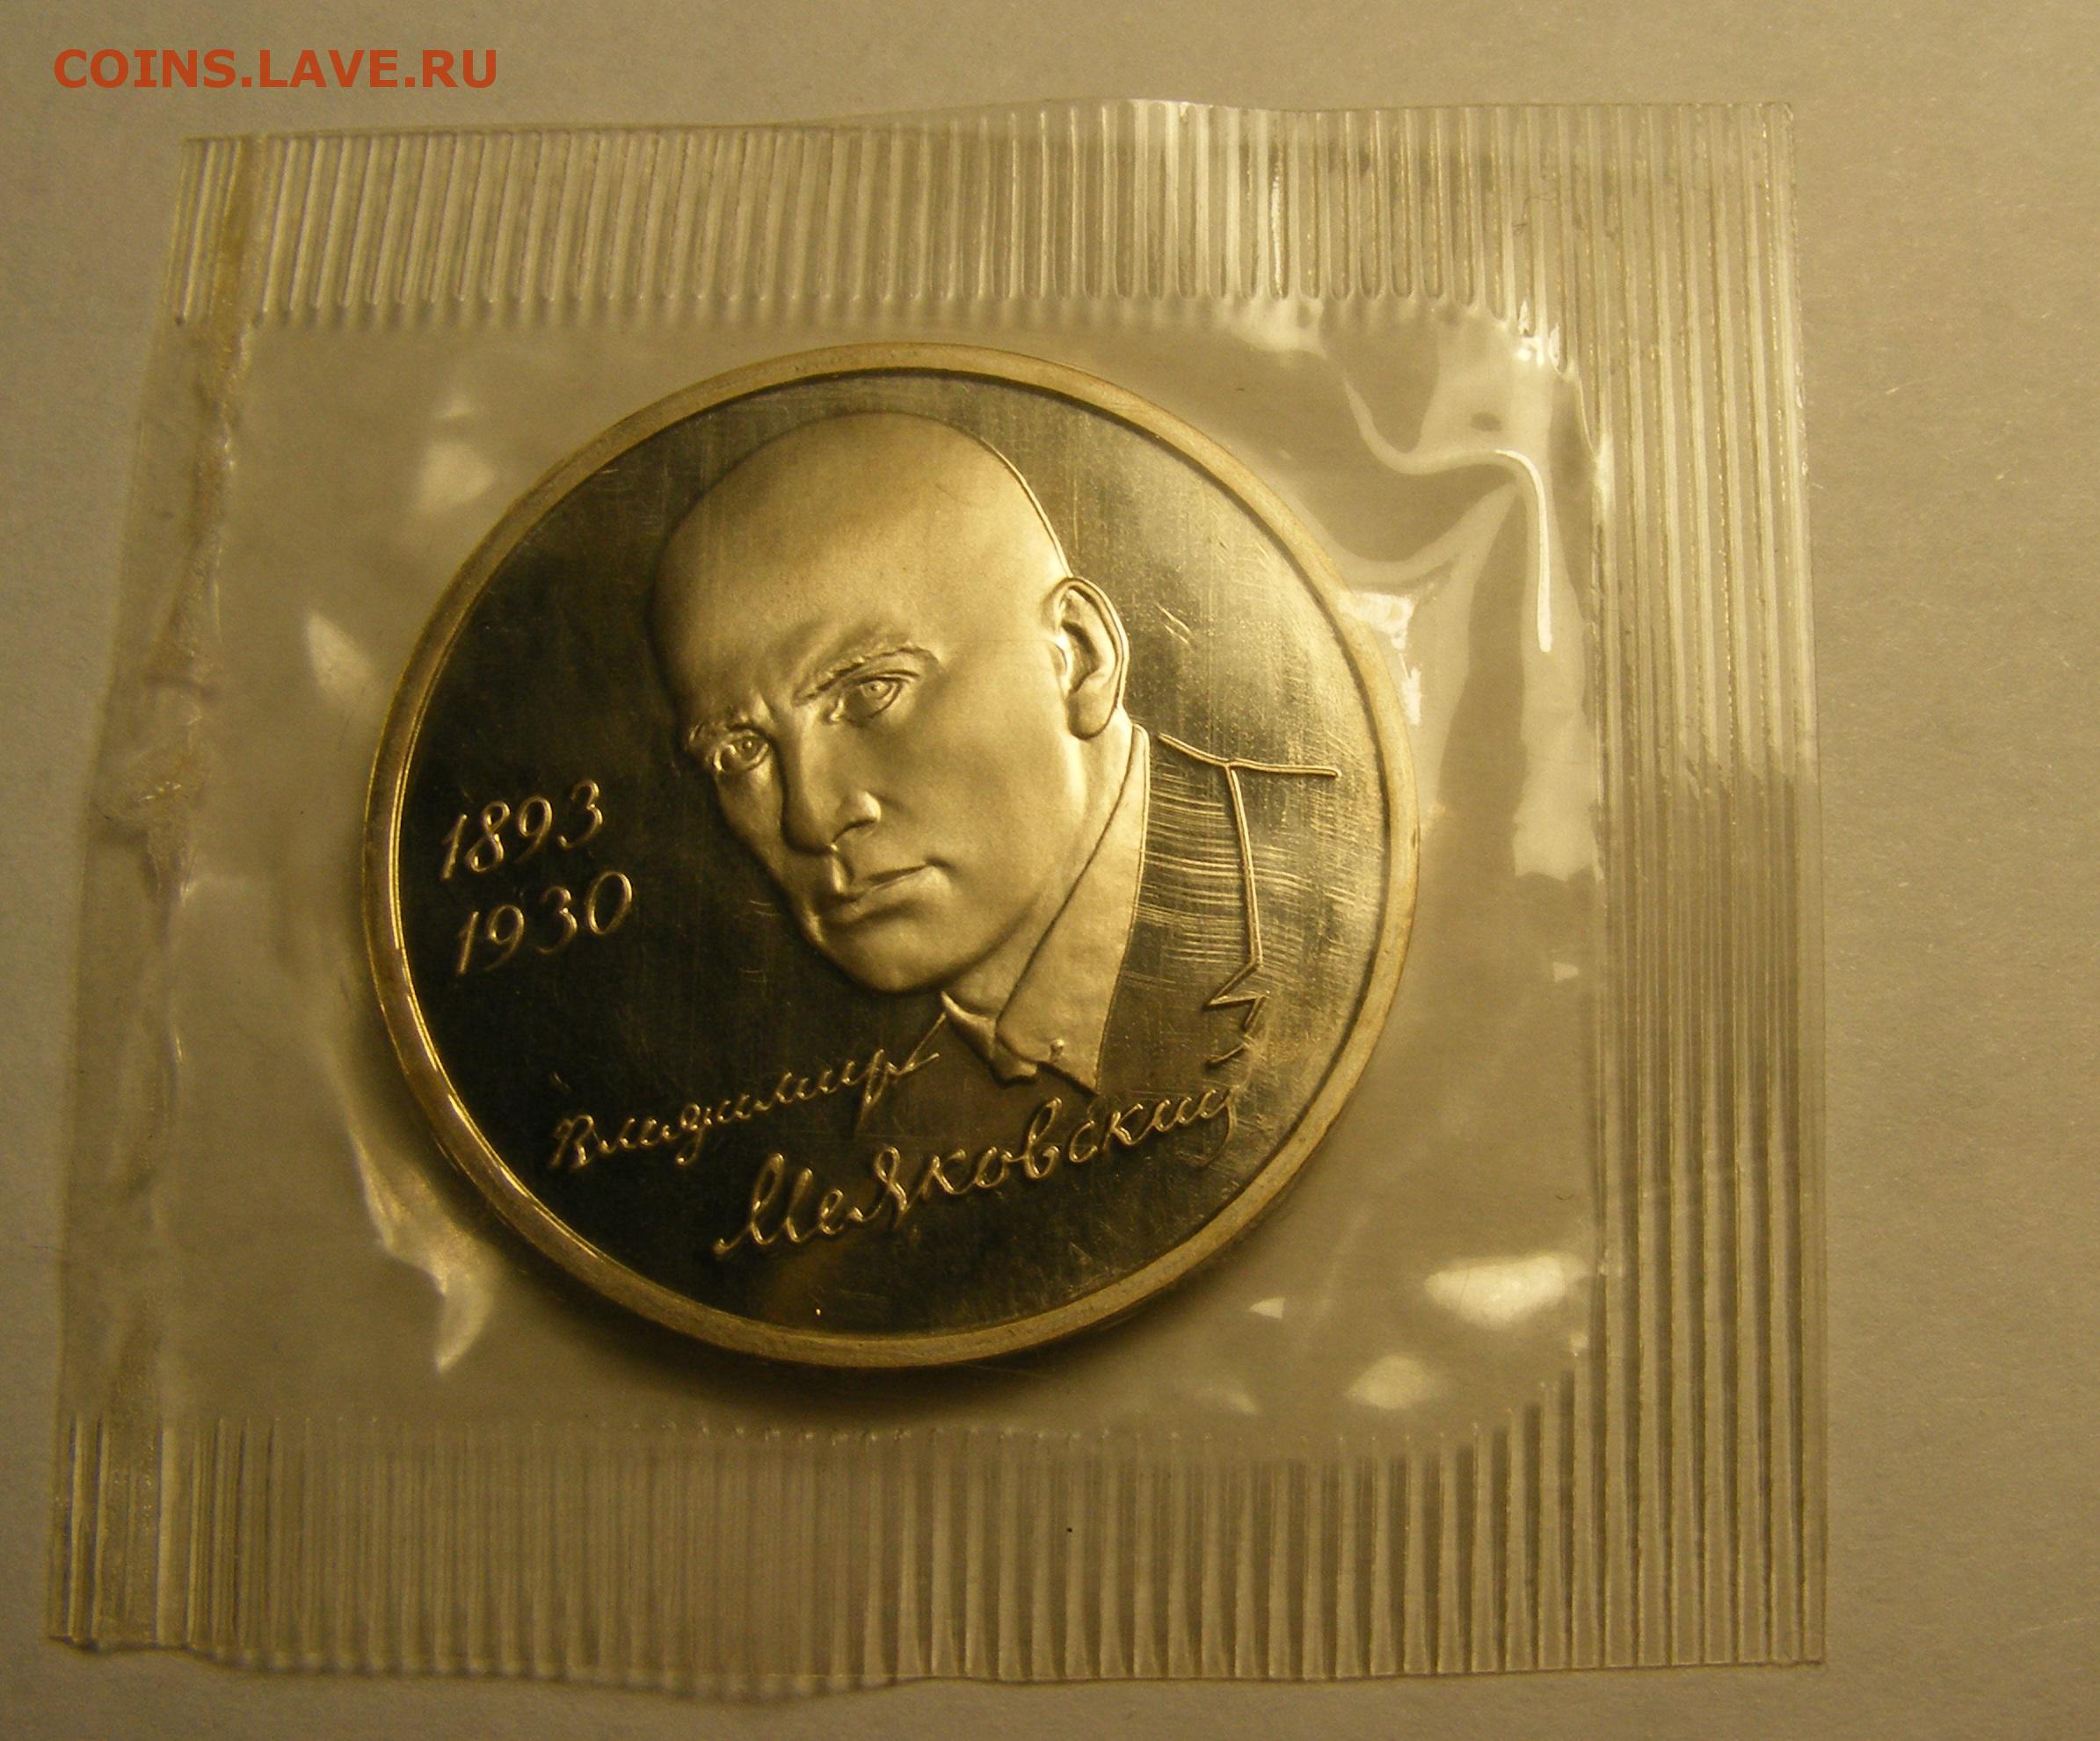 COINS.LAVE.RU
1893
1930
Владимир
Маяковский